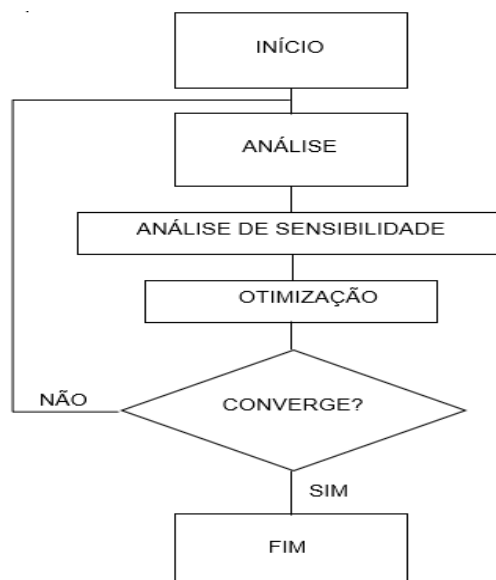 INÍCIO
ANÁLISE
ANÁLISE DE SENSIBILIDADE
OTIMIZAÇÃO
CONVERGE?
NÃO
SIM
FIM